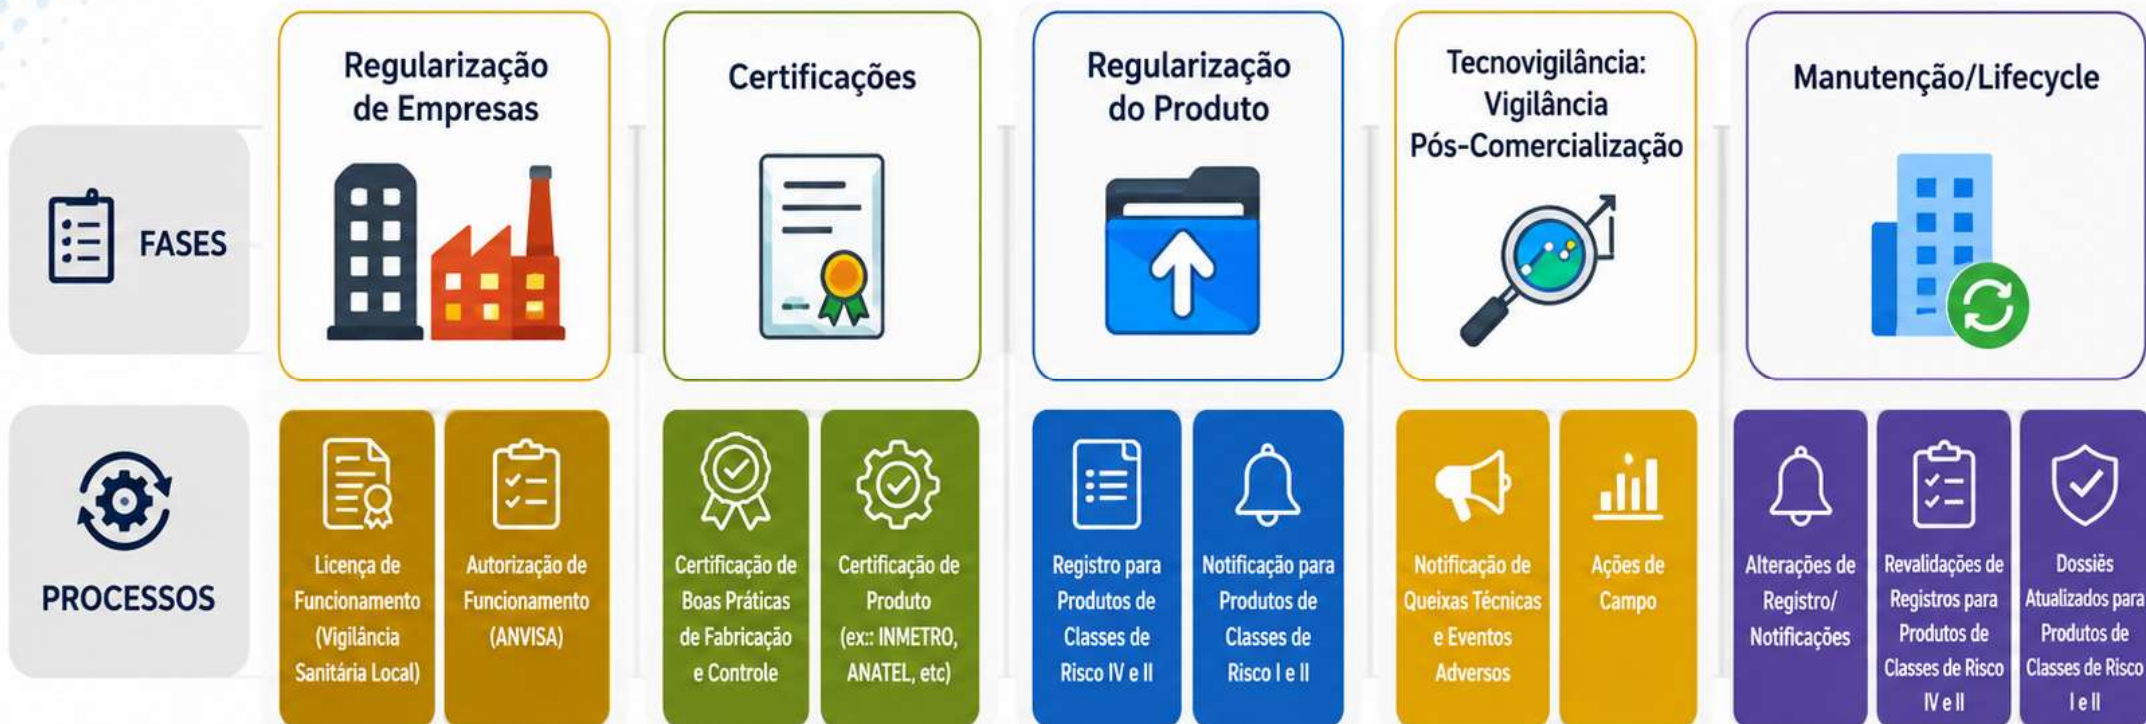 Regularização
de Empresas
Certificações
Regularização
do Produto
Tecnovigilância:
Vigilância
Pós-Comercialização
Manutenção/Lifecycle
FASES
PROCESSOS
Licença de
Funcionamento
(Vigilância
Sanitária Local)
Autorização de
Funcionamento
(ANVISA)
Certificação de
Boas Práticas
de Fabricação
e Controle
Certificação de
Produto
(ex:: INMETRO,
ANATEL, etc)
Registro para
Produtos de
Classes de
Risco IV e II
Notificação para
Produtos de
Classes de
Risco I e II
Notificação de
Queixas Técnicas
e Eventos
Adversos
Ações de
Campo
Alterações de
Registro/
Notificações
Revalidações de
Registros para
Produtos de
Classes de Risco
IV e II
Dossiês
Atualizados para
Produtos de
Classes de Risco
I e II